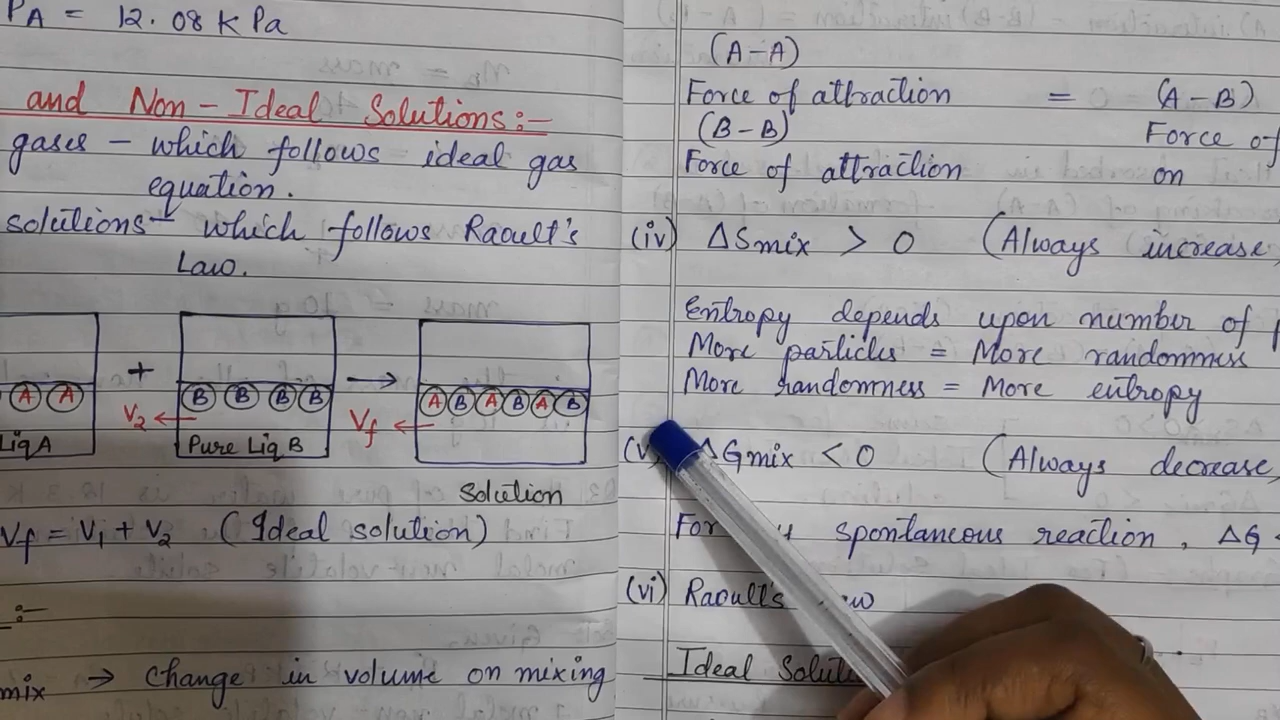 PA = 12.08 kPa
and Non-Ideal Solutions:-
gases - which follows ideal gas
equation.
solutions - which follows Raoult's
Law.
A A + B B B B → A B A B A B
V2 Vf
Liq A Pure Liq B
Solution
Vf = V1 + V2 (Ideal solution)
:-
mix → change in volume on mixing
(A-A)
Force of attraction = (A-B)
(B-B) Force of
Force of attraction on
(iv) ΔSmix > 0 (Always increase,
Entropy depends upon number of
More particles = More randomness
More randomness = More entropy
(v) ΔGmix < 0 (Always decrease,
For spontaneous reaction, ΔG <
(vi) Raoult's
Ideal